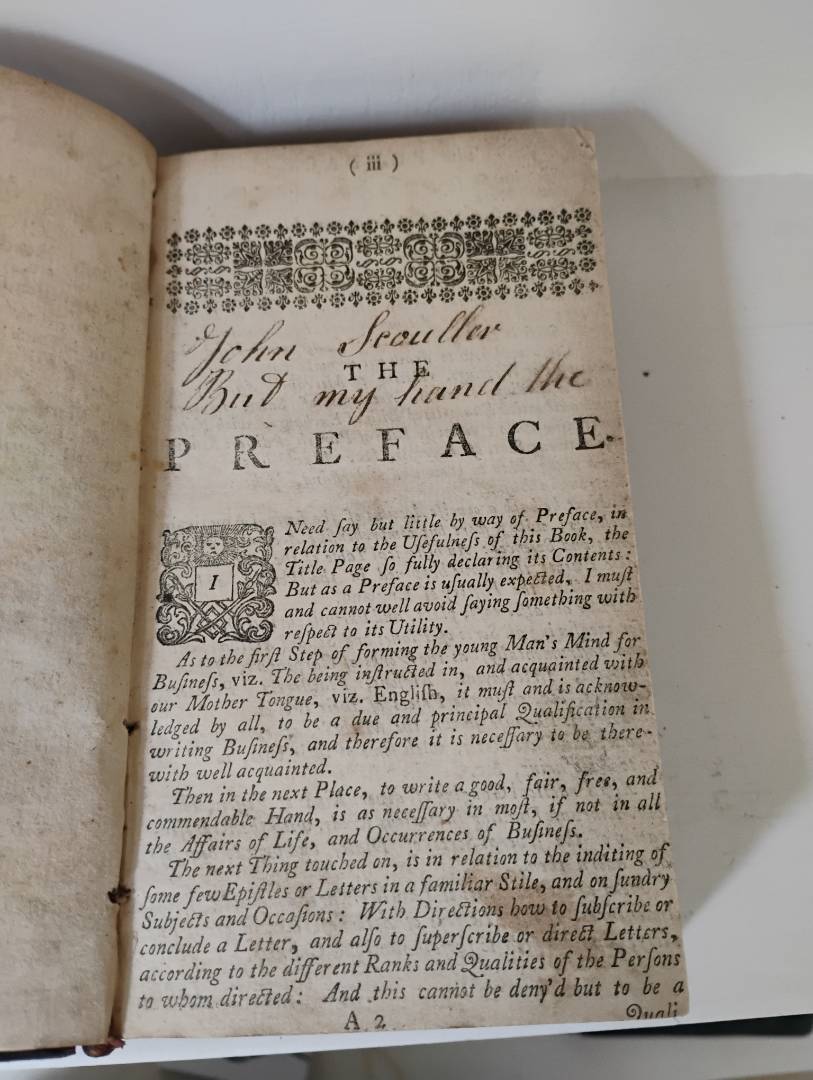 ( iii )
John Scouller
THE
But my hand the
PREFACE.
I
Need ſay but little by way of Preface, in
relation to the Uſefulneſs of this Book, the
Title Page ſo fully declaring its Contents:
But as a Preface is uſually expected, I muſt
and cannot well avoid ſaying ſomething with
reſpect to its Utility.
As to the firſt Step of forming the young Man's Mind for
Buſineſs, viz. The being inſtructed in, and acquainted with
our Mother Tongue, viz. Engliſh, it muſt and is acknow-
ledged by all, to be a due and principal Qualification in
writing Buſineſs, and therefore it is neceſſary to be there-
with well acquainted.
Then in the next Place, to write a good, fair, free, and
commendable Hand, is as neceſſary in moſt, if not in all
the Affairs of Life, and Occurrences of Buſineſs.
The next Thing touched on, is in relation to the inditing of
ſome few Epiſtles or Letters in a familiar Stile, and on ſundry
Subjects and Occaſions: With Directions how to ſubſcribe or
conclude a Letter, and alſo to ſuperſcribe or direct Letters,
according to the different Ranks and Qualities of the Perſons
to whom directed: And this cannot be deny'd but to be a
A 2
Quali